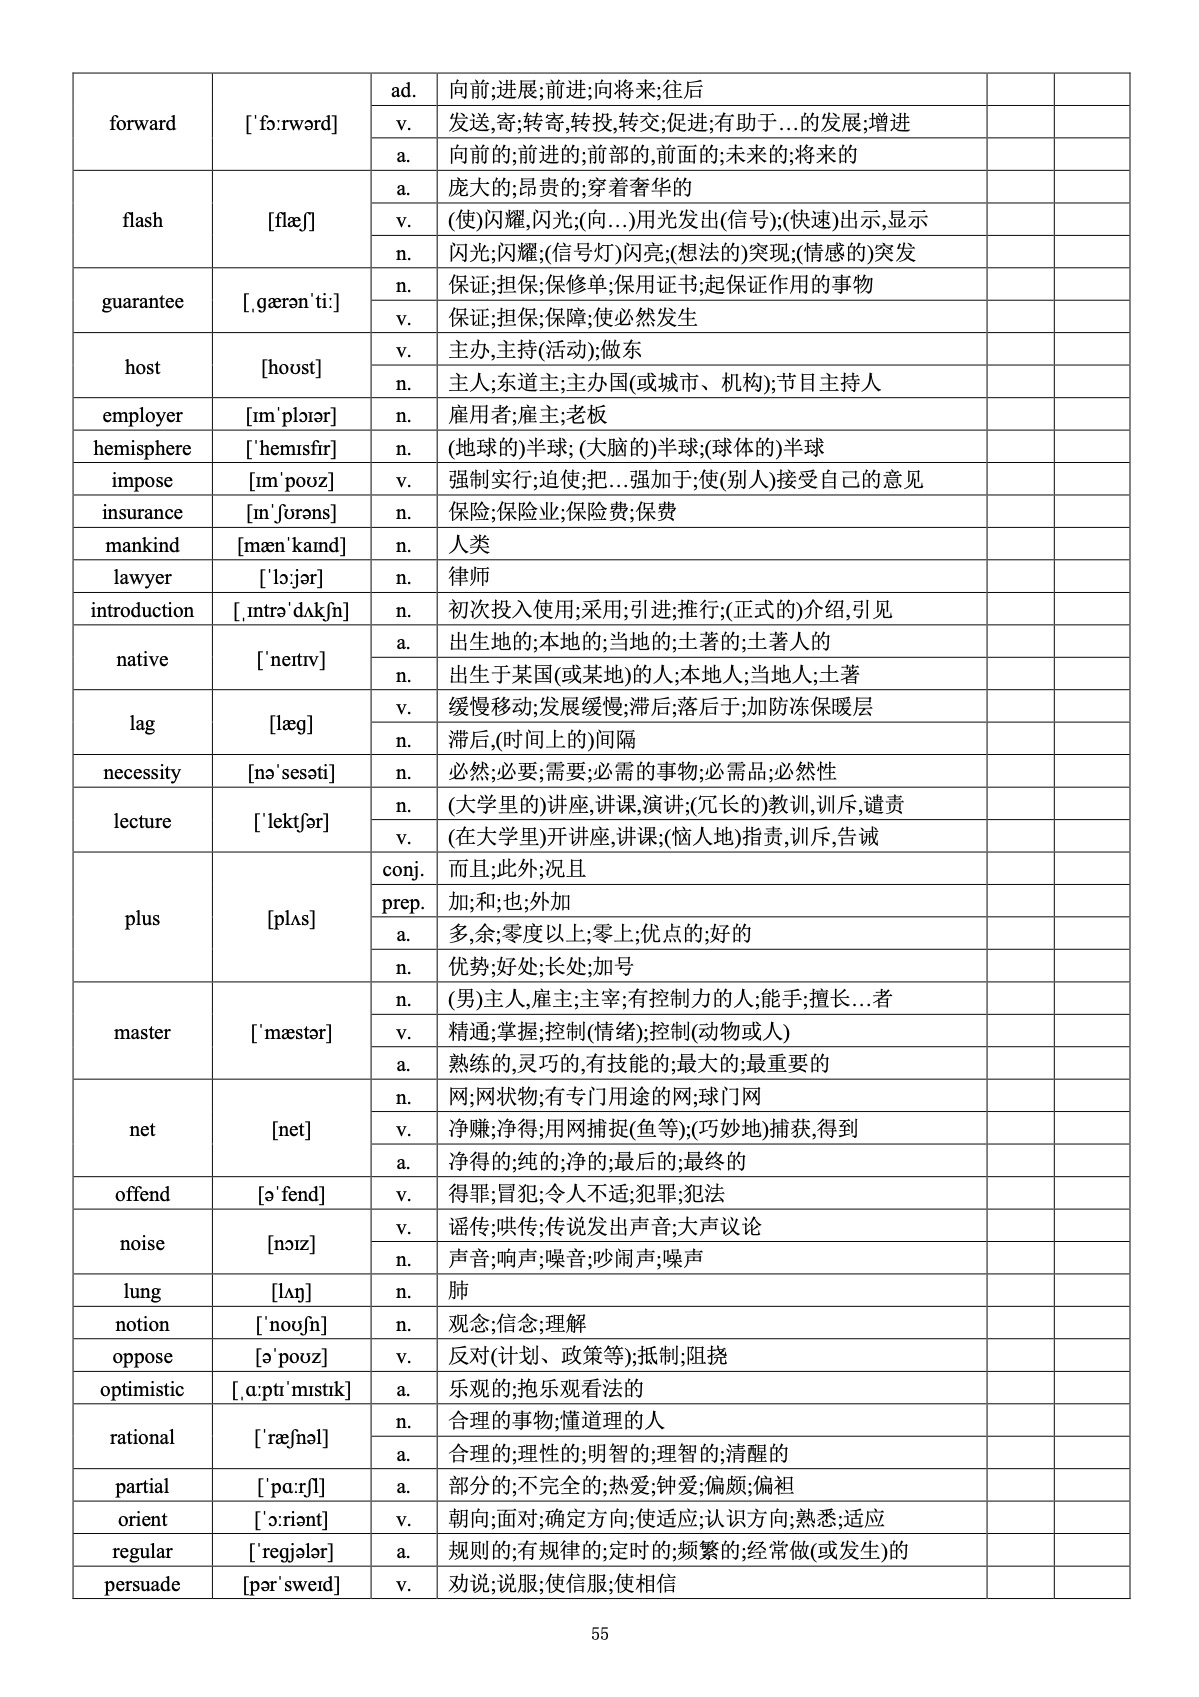 forward [ˈfɔːrwərd] ad. 向前;进展;前进;向将来;往后
v. 发送,寄;转寄,转投,转交;促进;有助于…的发展;增进
a. 向前的;前进的;前部的,前面的;未来的;将来的
flash [flæʃ] a. 庞大的;昂贵的;穿着奢华的
v. (使)闪耀,闪光;(向…)用光发出(信号);(快速)出示,显示
n. 闪光;闪耀;(信号灯)闪亮;(想法的)突现;(情感的)突发
guarantee [ˌɡærənˈtiː] n. 保证;担保;保修单;保用证书;起保证作用的事物
v. 保证;担保;保障;使必然发生
host [hoʊst] v. 主办,主持(活动);做东
n. 主人;东道主;主办国(或城市、机构);节目主持人
employer [ɪmˈplɔɪər] n. 雇用者;雇主;老板
hemisphere [ˈhemɪsfɪr] n. (地球的)半球; (大脑的)半球;(球体的)半球
impose [ɪmˈpoʊz] v. 强制实行;迫使;把…强加于;使(别人)接受自己的意见
insurance [ɪnˈʃʊrəns] n. 保险;保险业;保险费;保费
mankind [mænˈkaɪnd] n. 人类
lawyer [ˈlɔːjər] n. 律师
introduction [ˌɪntrəˈdʌkʃn] n. 初次投入使用;采用;引进;推行;(正式的)介绍,引见
native [ˈneɪtɪv] a. 出生地的;本地的;当地的;土著的;土著人的
n. 出生于某国(或某地)的人;本地人;当地人;土著
lag [læɡ] v. 缓慢移动;发展缓慢;滞后;落后于;加防冻保暖层
n. 滞后,(时间上的)间隔
necessity [nəˈsesəti] n. 必然;必要;需要;必需的事物;必需品;必然性
lecture [ˈlektʃər] n. (大学里的)讲座,讲课,演讲;(冗长的)教训,训斥,谴责
v. (在大学里)开讲座,讲课;(恼人地)指责,训斥,告诫
plus [plʌs] conj. 而且;此外;况且
prep. 加;和;也;外加
a. 多,余;零度以上;零上;优点的;好的
n. 优势;好处;长处;加号
master [ˈmæstər] n. (男)主人,雇主;主宰;有控制力的人;能手;擅长…者
v. 精通;掌握;控制(情绪);控制(动物或人)
a. 熟练的,灵巧的,有技能的;最大的;最重要的
net [net] n. 网;网状物;有专门用途的网;球门网
v. 净赚;净得;用网捕捉(鱼等);(巧妙地)捕获,得到
a. 净得的;纯的;净的;最后的;最终的
offend [əˈfend] v. 得罪;冒犯;令人不适;犯罪;犯法
noise [nɔɪz] v. 谣传;哄传;传说发出声音;大声议论
n. 声音;响声;噪音;吵闹声;噪声
lung [lʌŋ] n. 肺
notion [ˈnoʊʃn] n. 观念;信念;理解
oppose [əˈpoʊz] v. 反对(计划、政策等);抵制;阻挠
optimistic [ˌɑːptɪˈmɪstɪk] a. 乐观的;抱乐观看法的
rational [ˈræʃnəl] n. 合理的事物;懂道理的人
a. 合理的;理性的;明智的;理智的;清醒的
partial [ˈpɑːrʃl] a. 部分的;不完全的;热爱;钟爱;偏颇;偏袒
orient [ˈɔːriənt] v. 朝向;面对;确定方向;使适应;认识方向;熟悉;适应
regular [ˈreɡjələr] a. 规则的;有规律的;定时的;频繁的;经常做(或发生)的
persuade [pərˈsweɪd] v. 劝说;说服;使信服;使相信
55